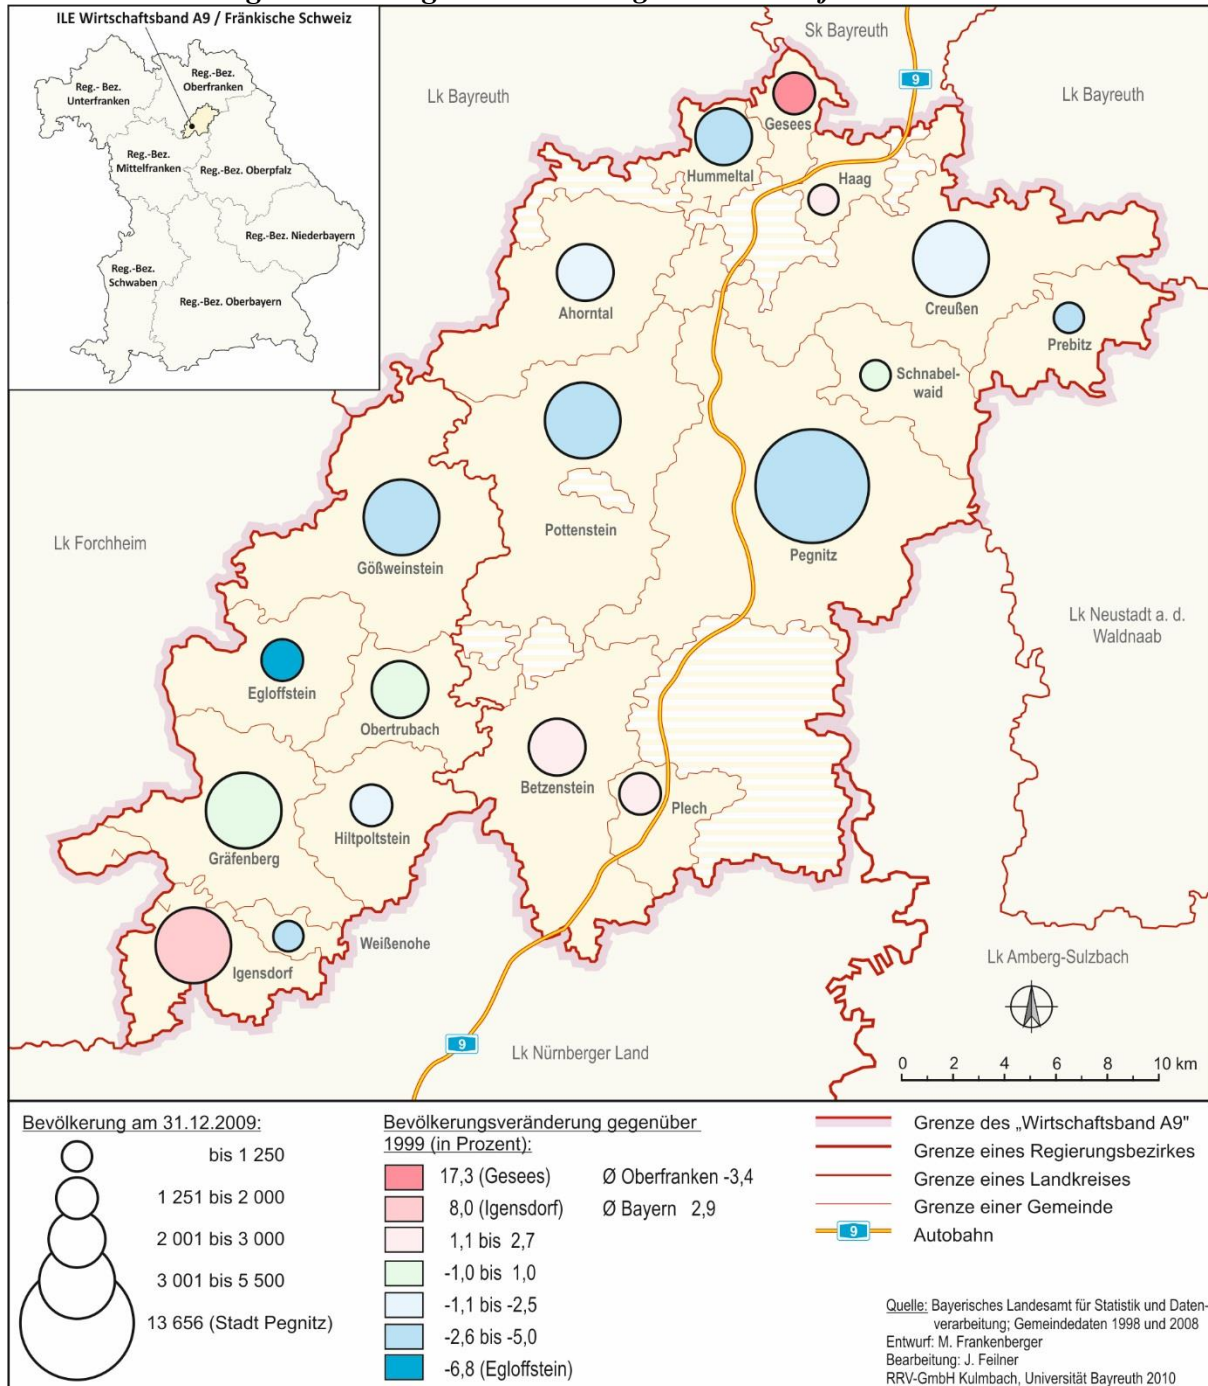 ILE Wirtschaftsband A9 / Fränkische Schweiz
Reg.- Bez.
Unterfranken
Reg.-Bez.
Oberfranken
Reg.-Bez.
Mittelfranken
Reg.-Bez. Oberpfalz
Reg.-Bez. Niederbayern
Reg.-Bez.
Schwaben
Reg.-Bez. Oberbayern
Sk Bayreuth
Lk Bayreuth
9
Lk Bayreuth
Gesees
Hummeltal
Haag
Ahorntal
Creußen
Prebitz
Schnabel-
waid
Pottenstein
Pegnitz
Gößweinstein
Lk Forchheim
Lk Neustadt a. d.
Waldnaab
Egloffstein
Obertrubach
Betzenstein
Plech
Hiltpoltstein
Gräfenberg
Weißenohe
Igensdorf
Lk Amberg-Sulzbach
9
Lk Nürnberger Land
0 2 4 6 8 10 km
Bevölkerung am 31.12.2009:
bis 1 250
1 251 bis 2 000
2 001 bis 3 000
3 001 bis 5 500
13 656 (Stadt Pegnitz)
Bevölkerungsveränderung gegenüber
1999 (in Prozent):
17,3 (Gesees) Ø Oberfranken -3,4
8,0 (Igensdorf) Ø Bayern 2,9
1,1 bis 2,7
-1,0 bis 1,0
-1,1 bis -2,5
-2,6 bis -5,0
-6,8 (Egloffstein)
Grenze des „Wirtschaftsband A9"
Grenze eines Regierungsbezirkes
Grenze eines Landkreises
Grenze einer Gemeinde
9 Autobahn
Quelle: Bayerisches Landesamt für Statistik und Daten-
verarbeitung; Gemeindedaten 1998 und 2008
Entwurf: M. Frankenberger
Bearbeitung: J. Feilner
RRV-GmbH Kulmbach, Universität Bayreuth 2010